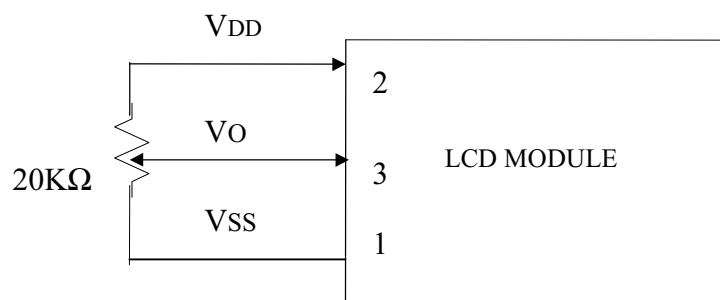 VDD
2
VO
LCD MODULE
3
20KΩ
VSS
1